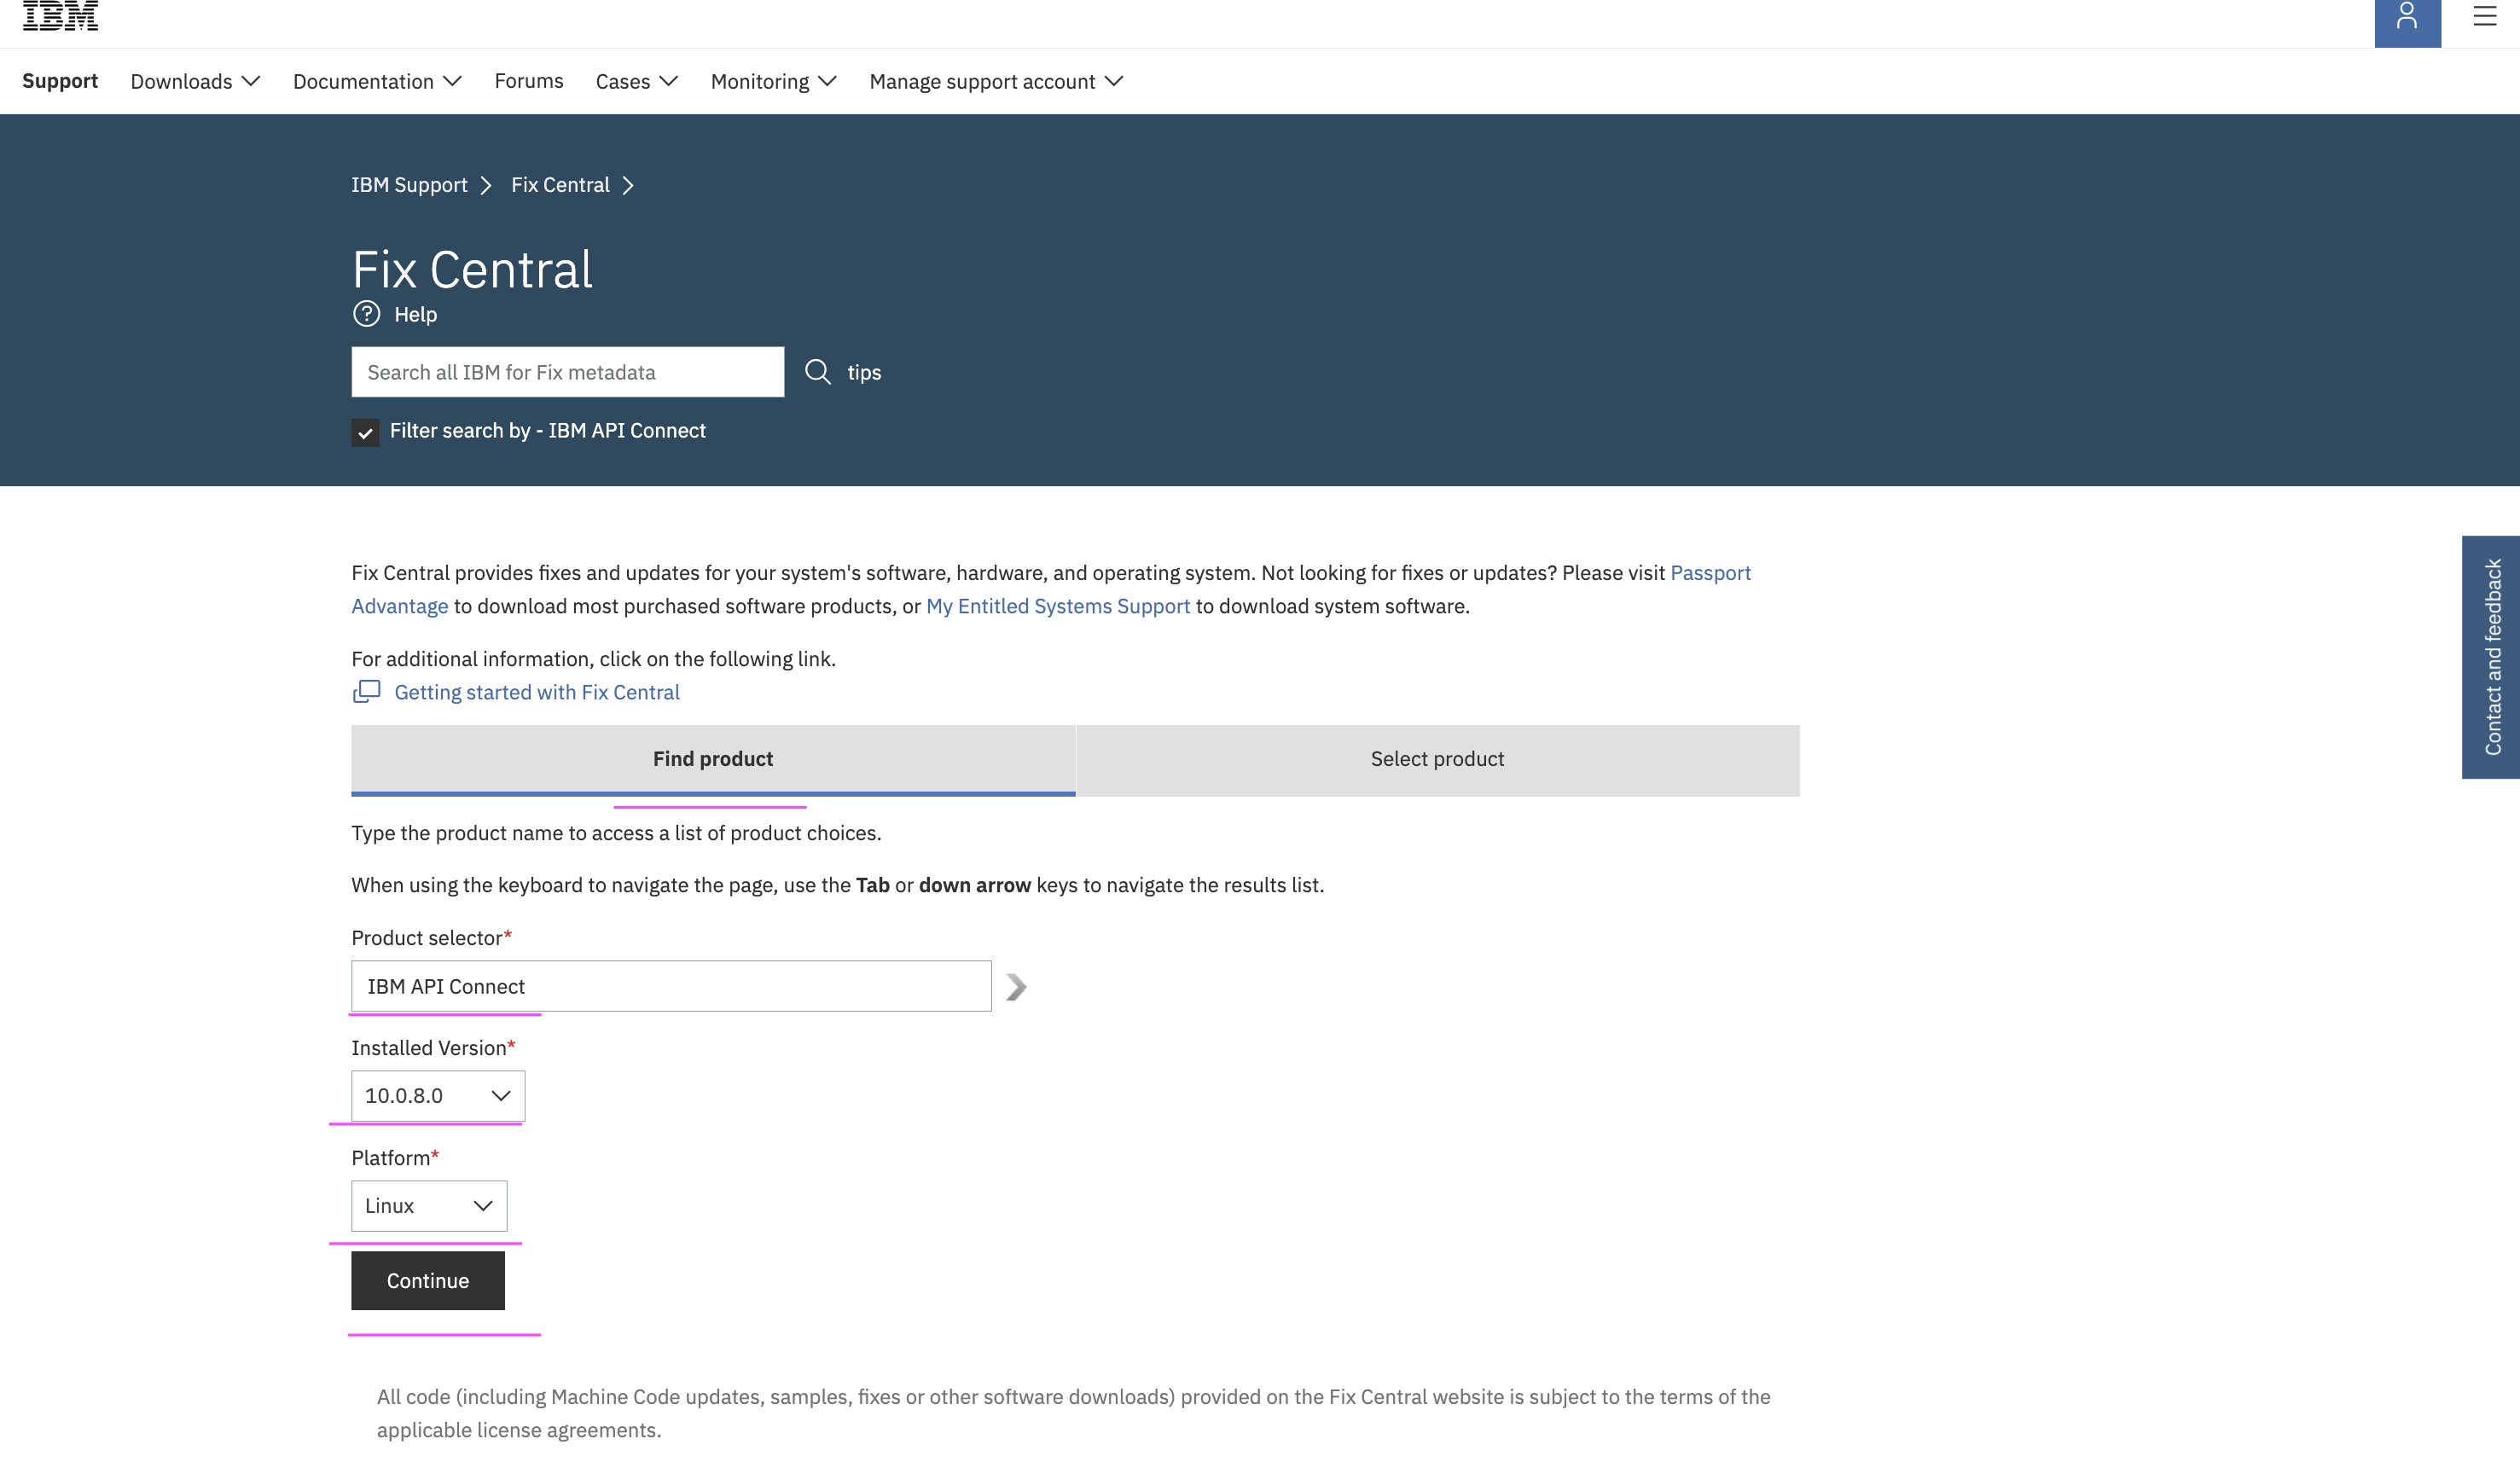 IBM
Support Downloads Documentation Forums Cases Monitoring Manage support account
IBM Support Fix Central
Fix Central
? Help
Search all IBM for Fix metadata tips
Filter search by - IBM API Connect
Fix Central provides fixes and updates for your system's software, hardware, and operating system. Not looking for fixes or updates? Please visit Passport
Advantage to download most purchased software products, or My Entitled Systems Support to download system software.
For additional information, click on the following link.
Getting started with Fix Central
Contact and feedback
Find product Select product
Type the product name to access a list of product choices.
When using the keyboard to navigate the page, use the Tab or down arrow keys to navigate the results list.
Product selector*
IBM API Connect
Installed Version*
10.0.8.0
Platform*
Linux
Continue
All code (including Machine Code updates, samples, fixes or other software downloads) provided on the Fix Central website is subject to the terms of the
applicable license agreements.